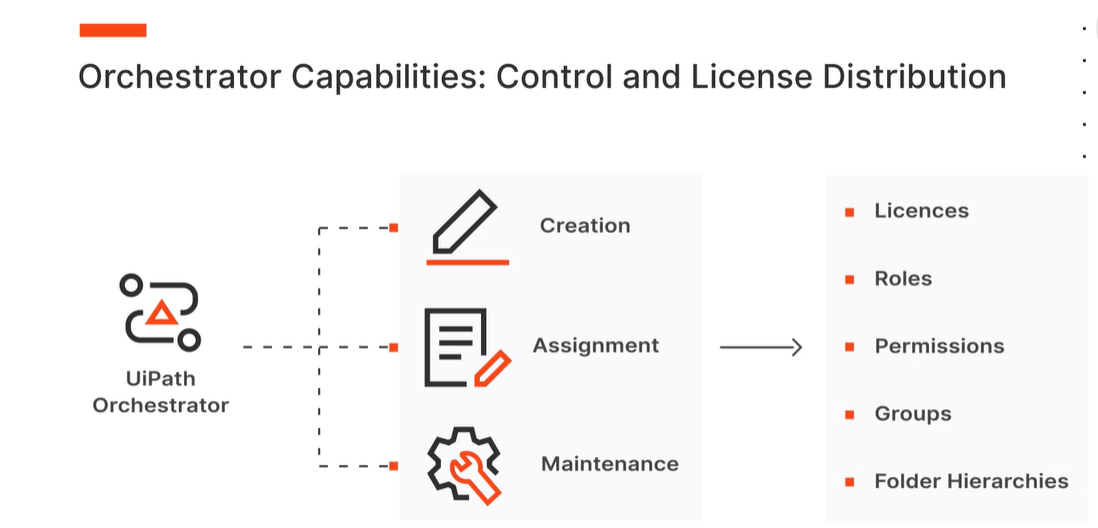 Orchestrator Capabilities: Control and License Distribution
UiPath
Orchestrator
Creation
Assignment
Maintenance
Licences
Roles
Permissions
Groups
Folder Hierarchies